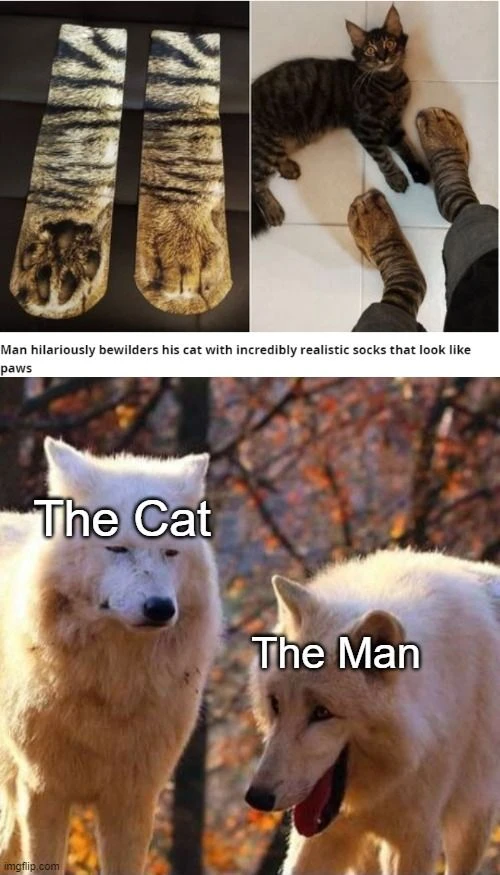 Man hilariously bewilders his cat with incredibly realistic socks that look like
paws
The Cat
The Man
imgflip.com